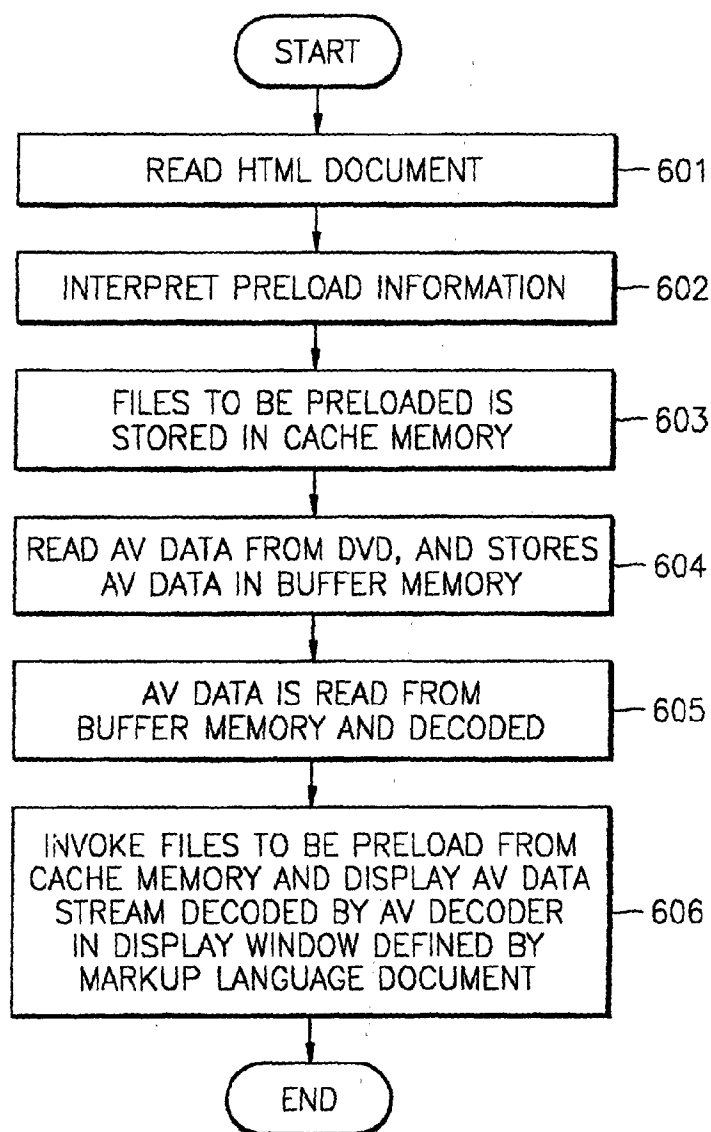 START
READ HTML DOCUMENT
601
INTERPRET PRELOAD INFORMATION
602
FILES TO BE PRELOADED IS
STORED IN CACHE MEMORY
603
READ AV DATA FROM DVD, AND STORES
AV DATA IN BUFFER MEMORY
604
AV DATA IS READ FROM
BUFFER MEMORY AND DECODED
605
INVOKE FILES TO BE PRELOAD FROM
CACHE MEMORY AND DISPLAY AV DATA
STREAM DECODED BY AV DECODER
IN DISPLAY WINDOW DEFINED BY
MARKUP LANGUAGE DOCUMENT
606
END